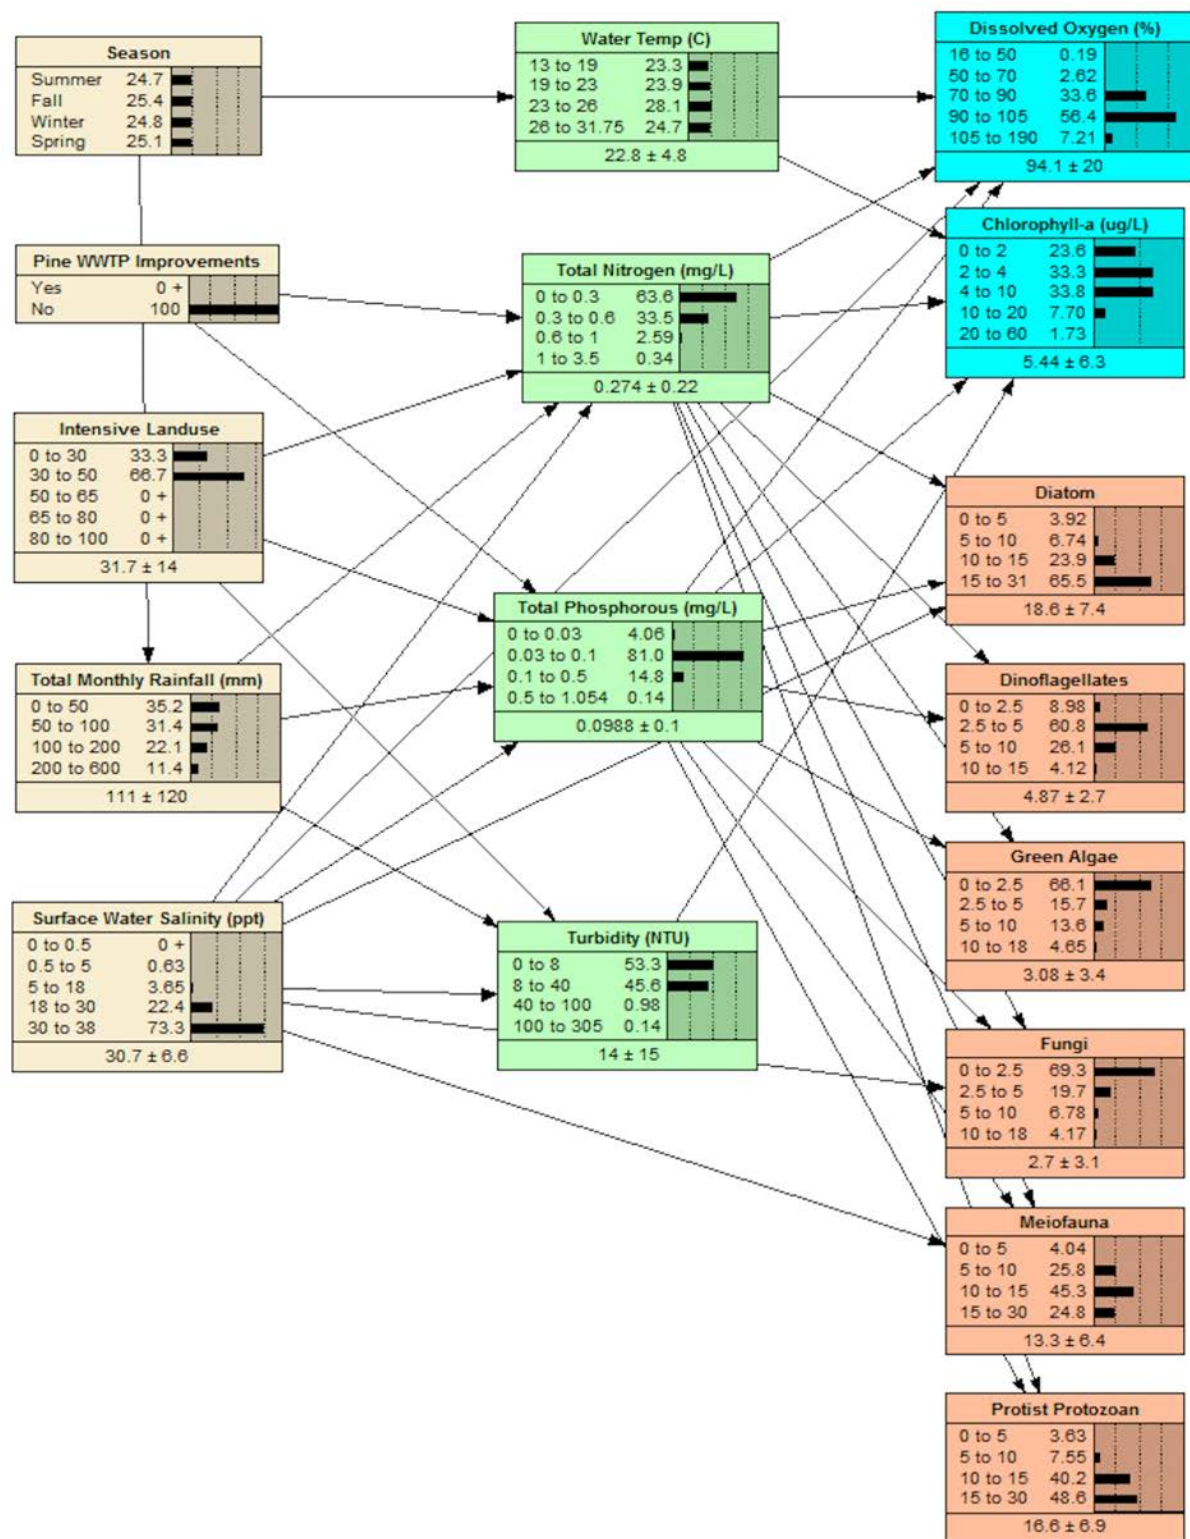 Season
Summer 24.7
Fall 25.4
Winter 24.8
Spring 25.1
Pine WWTP Improvements
Yes 0 +
No 100
Intensive Landuse
0 to 30 33.3
30 to 50 66.7
50 to 65 0 +
65 to 80 0 +
80 to 100 0 +
31.7 ± 14
Total Monthly Rainfall (mm)
0 to 50 35.2
50 to 100 31.4
100 to 200 22.1
200 to 600 11.4
111 ± 120
Surface Water Salinity (ppt)
0 to 0.5 0 +
0.5 to 5 0.63
5 to 18 3.65
18 to 30 22.4
30 to 38 73.3
30.7 ± 6.6
Water Temp (C)
13 to 19 23.3
19 to 23 23.9
23 to 26 28.1
26 to 31.75 24.7
22.8 ± 4.8
Total Nitrogen (mg/L)
0 to 0.3 63.6
0.3 to 0.6 33.5
0.6 to 1 2.59
1 to 3.5 0.34
0.274 ± 0.22
Total Phosphorous (mg/L)
0 to 0.03 4.06
0.03 to 0.1 81.0
0.1 to 0.5 14.8
0.5 to 1.054 0.14
0.0988 ± 0.1
Turbidity (NTU)
0 to 8 53.3
8 to 40 45.6
40 to 100 0.98
100 to 305 0.14
14 ± 15
Dissolved Oxygen (%)
16 to 50 0.19
50 to 70 2.62
70 to 90 33.6
90 to 105 56.4
105 to 190 7.21
94.1 ± 20
Chlorophyll-a (ug/L)
0 to 2 23.6
2 to 4 33.3
4 to 10 33.8
10 to 20 7.70
20 to 60 1.73
5.44 ± 6.3
Diatom
0 to 5 3.92
5 to 10 6.74
10 to 15 23.9
15 to 31 65.5
18.6 ± 7.4
Dinoflagellates
0 to 2.5 8.98
2.5 to 5 60.8
5 to 10 26.1
10 to 15 4.12
4.87 ± 2.7
Green Algae
0 to 2.5 66.1
2.5 to 5 15.7
5 to 10 13.6
10 to 18 4.65
3.08 ± 3.4
Fungi
0 to 2.5 69.3
2.5 to 5 19.7
5 to 10 6.78
10 to 18 4.17
2.7 ± 3.1
Meiofauna
0 to 5 4.04
5 to 10 25.8
10 to 15 45.3
15 to 30 24.8
13.3 ± 6.4
Protist Protozoan
0 to 5 3.63
5 to 10 7.55
10 to 15 40.2
15 to 30 48.6
16.6 ± 6.9